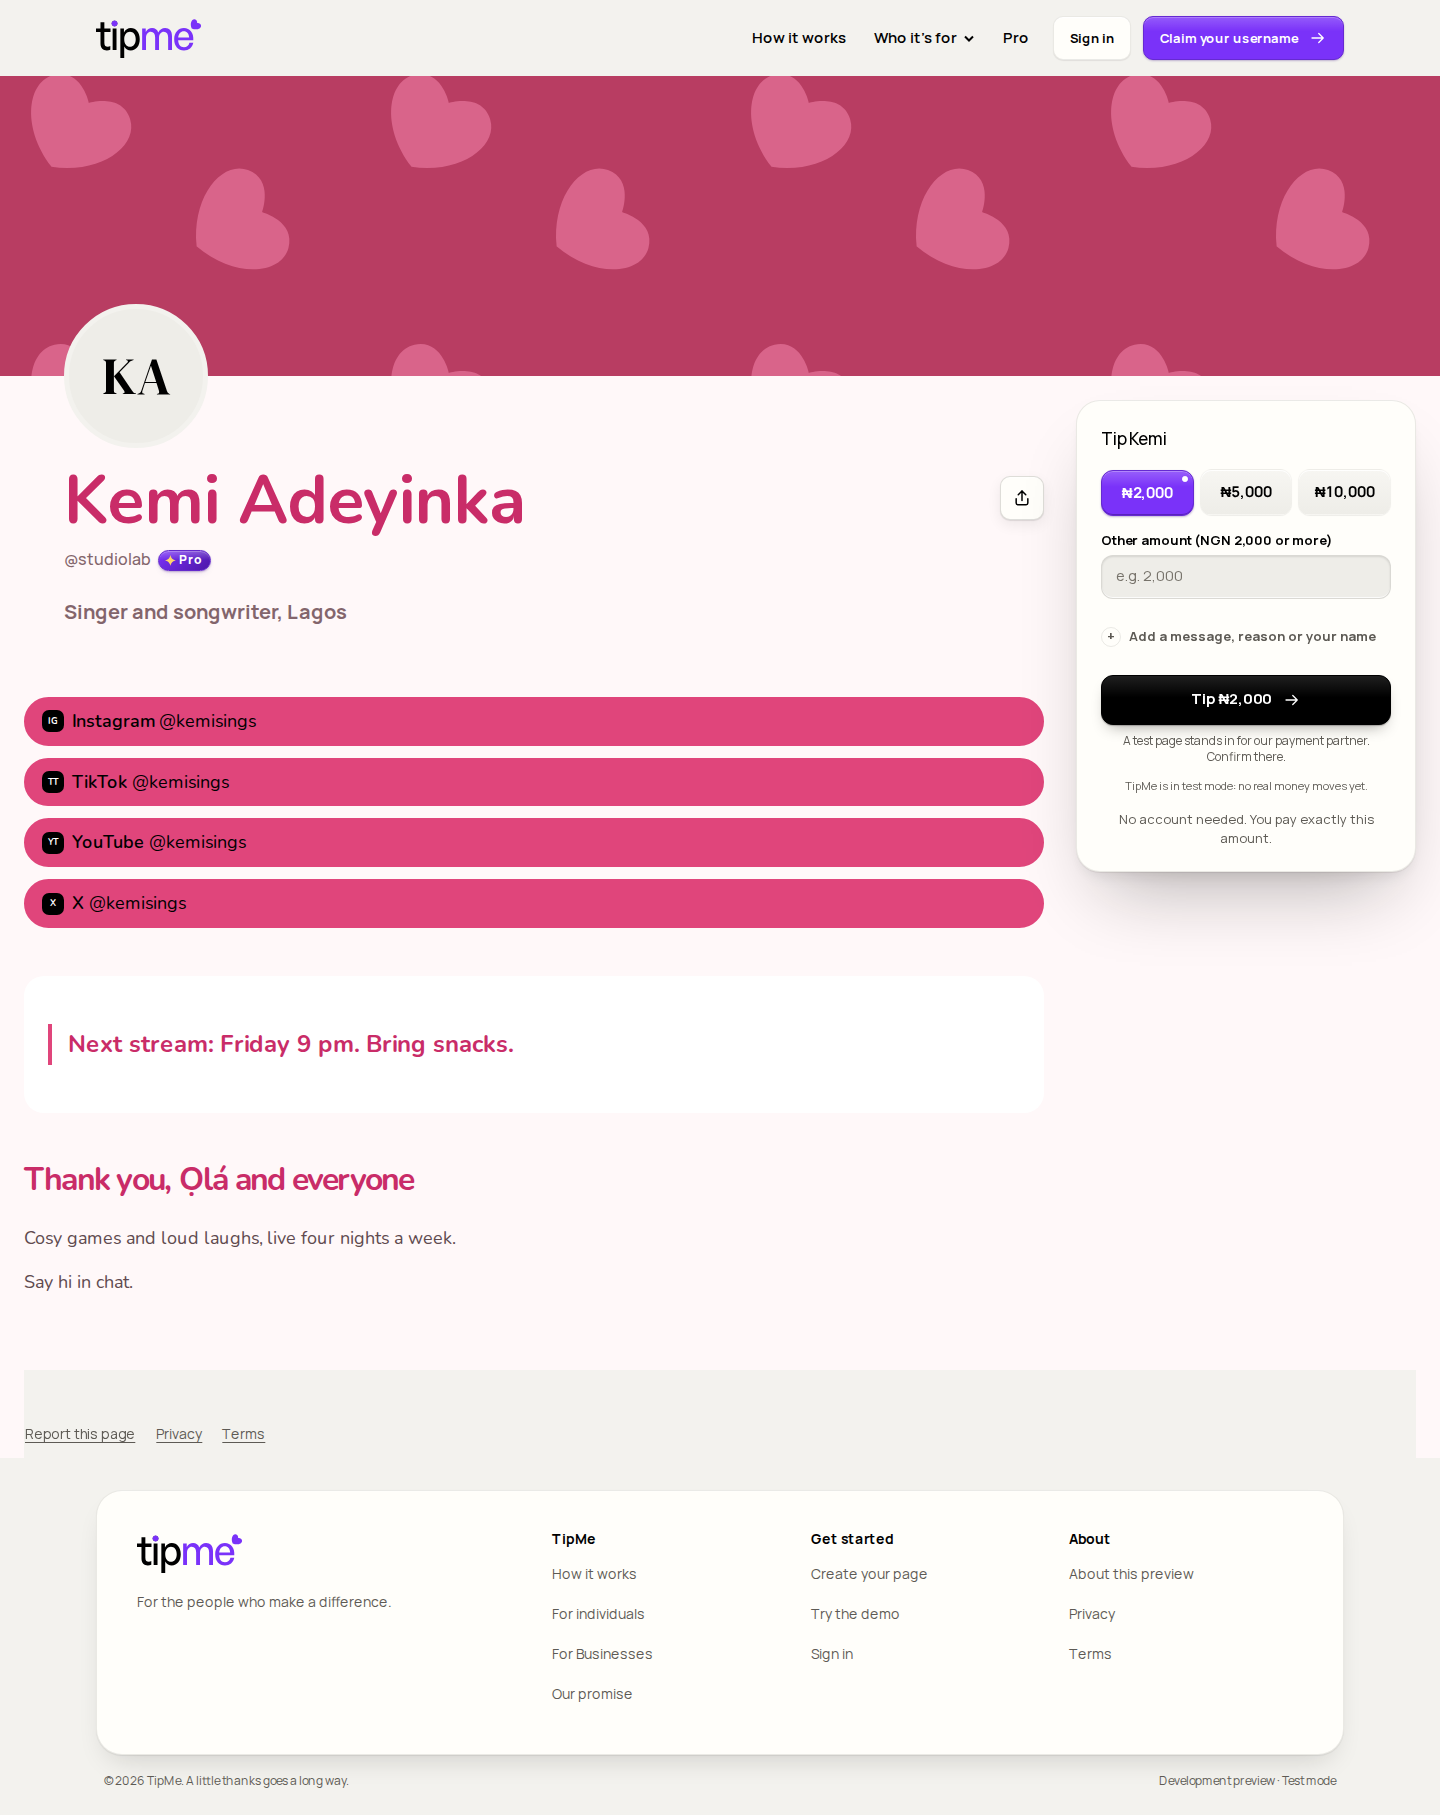 tipme
How it works
Who it's for
Pro
Sign in
Claim your username
KA
Kemi Adeyinka
@studiolab
Pro
Singer and songwriter, Lagos
IG Instagram @kemisings
TT TikTok @kemisings
YT YouTube @kemisings
X X @kemisings
Next stream: Friday 9 pm. Bring snacks.
Thank you, Ọlá and everyone
Cosy games and loud laughs, live four nights a week.
Say hi in chat.
Tip Kemi
₦2,000
₦5,000
₦10,000
Other amount (NGN 2,000 or more)
e.g. 2,000
+ Add a message, reason or your name
Tip ₦2,000
A test page stands in for our payment partner.
Confirm there.
TipMe is in test mode: no real money moves yet.
No account needed. You pay exactly this
amount.
Report this page
Privacy
Terms
tipme
For the people who make a difference.
TipMe
How it works
For individuals
For Businesses
Our promise
Get started
Create your page
Try the demo
Sign in
About
About this preview
Privacy
Terms
© 2026 TipMe. A little thanks goes a long way.
Development preview · Test mode